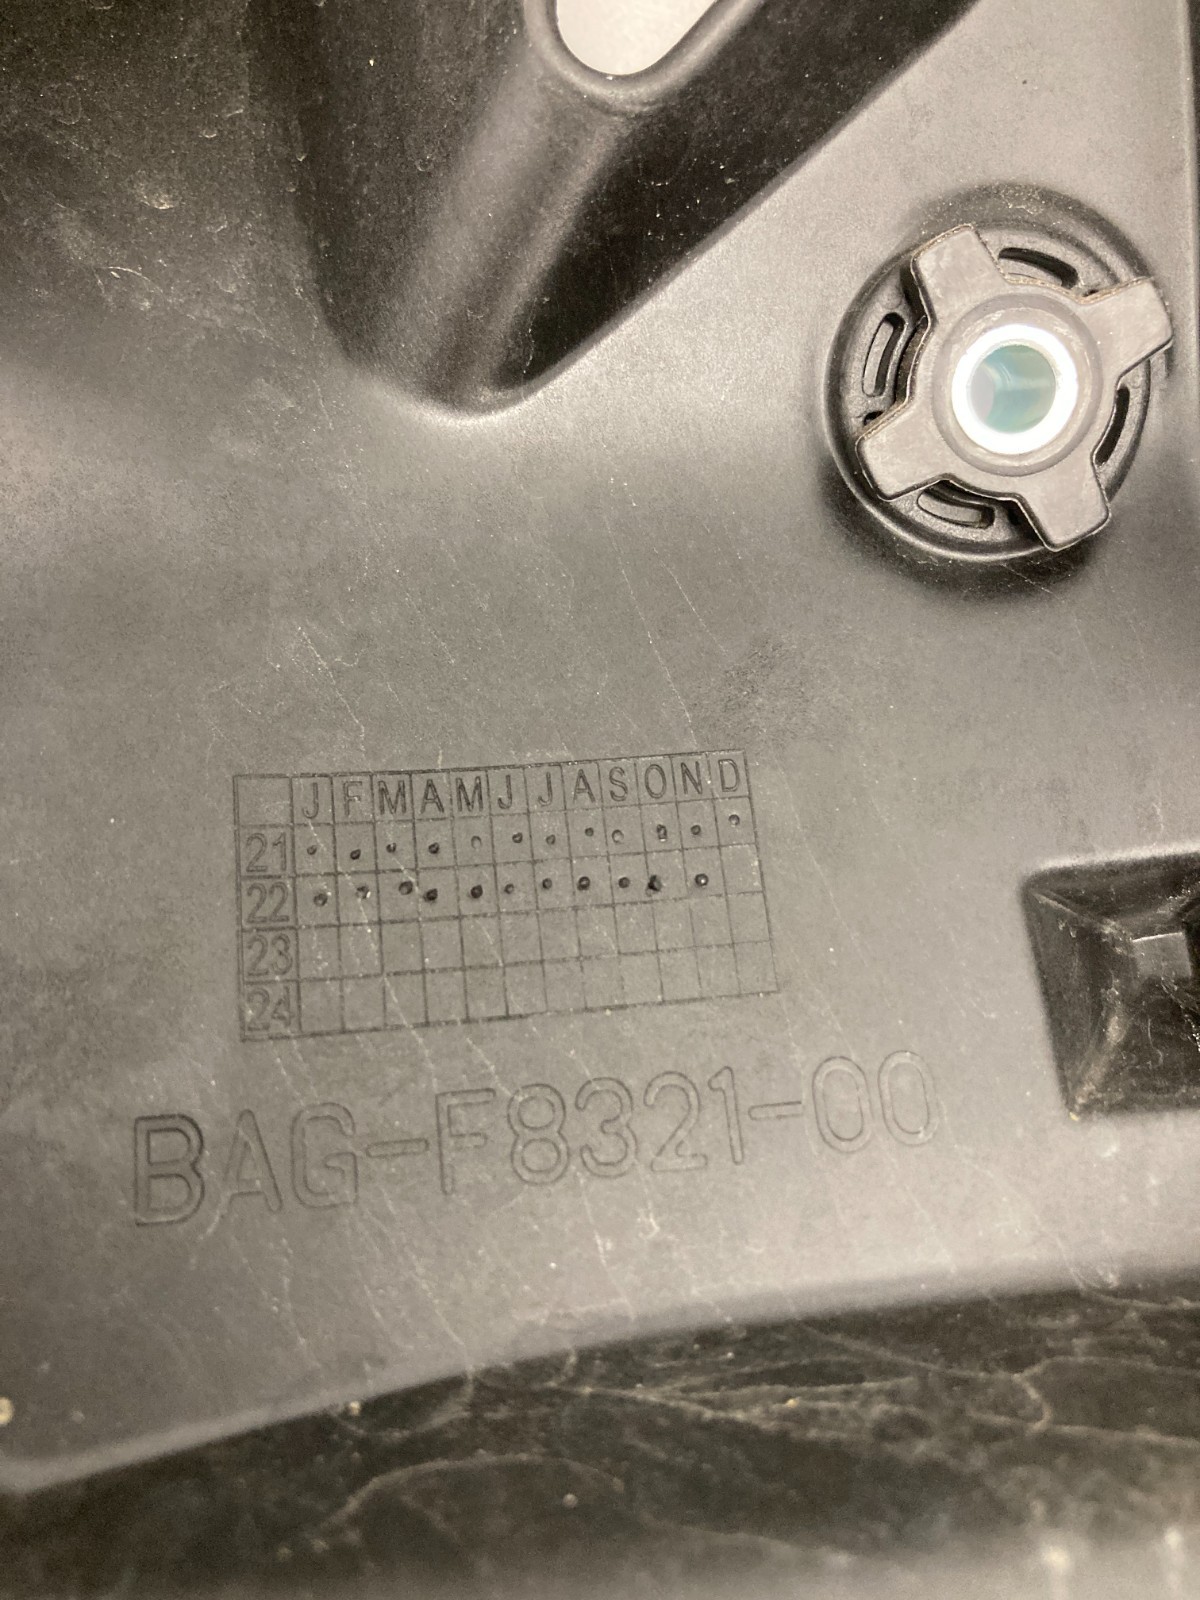 J F M A M J J A S O N D
21
22
23
24
BAG-F8321-00